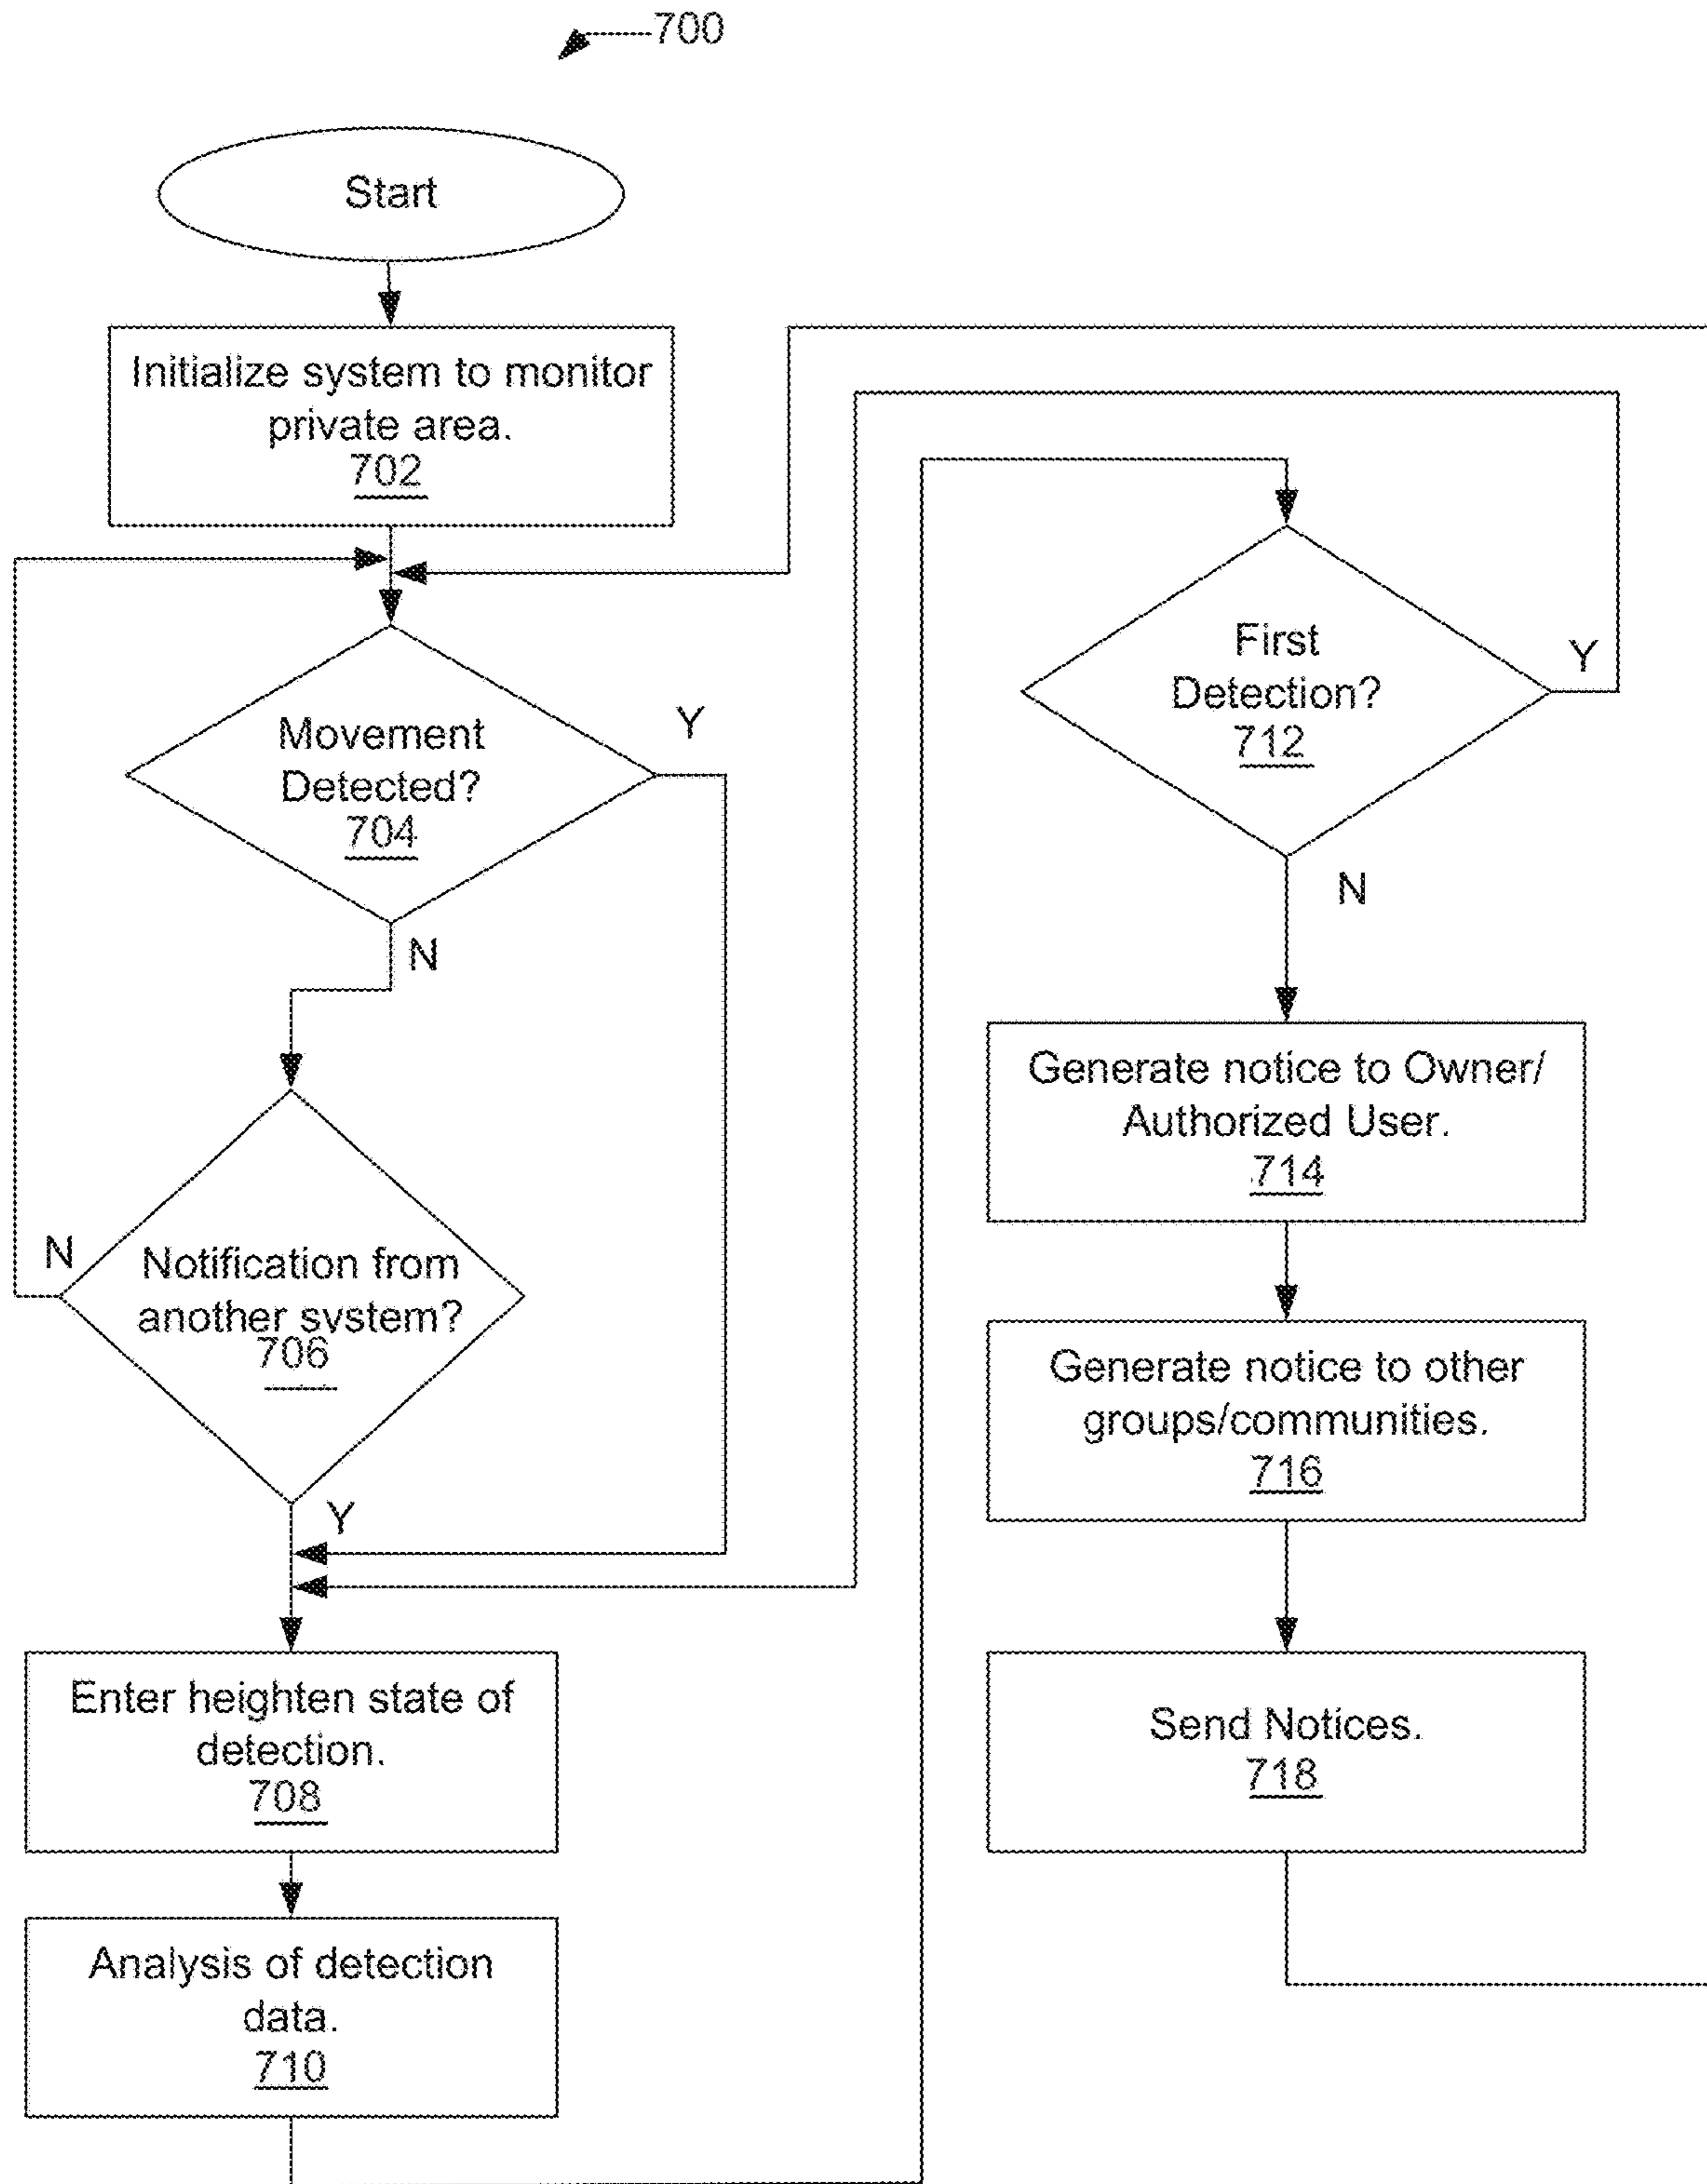 700
Start
Initialize system to monitor
private area.
702
Movement
Detected?
704
Y
N
Notification from
another system?
706
N
Y
Enter heighten state of
detection.
708
Analysis of detection
data.
710
First
Detection?
712
Y
N
Generate notice to Owner/
Authorized User.
714
Generate notice to other
groups/communities.
716
Send Notices.
718